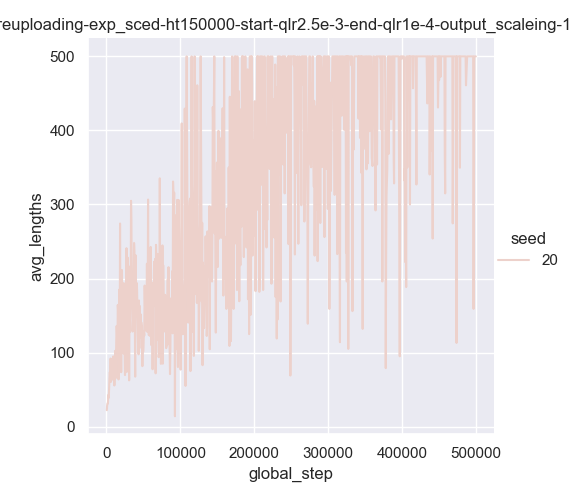 reuploading-exp_sced-ht150000-start-qlr2.5e-3-end-qlr1e-4-output_scaleing-1
500
400
300
200
100
0
avg_lengths
0 100000 200000 300000 400000 500000
global_step
seed
20